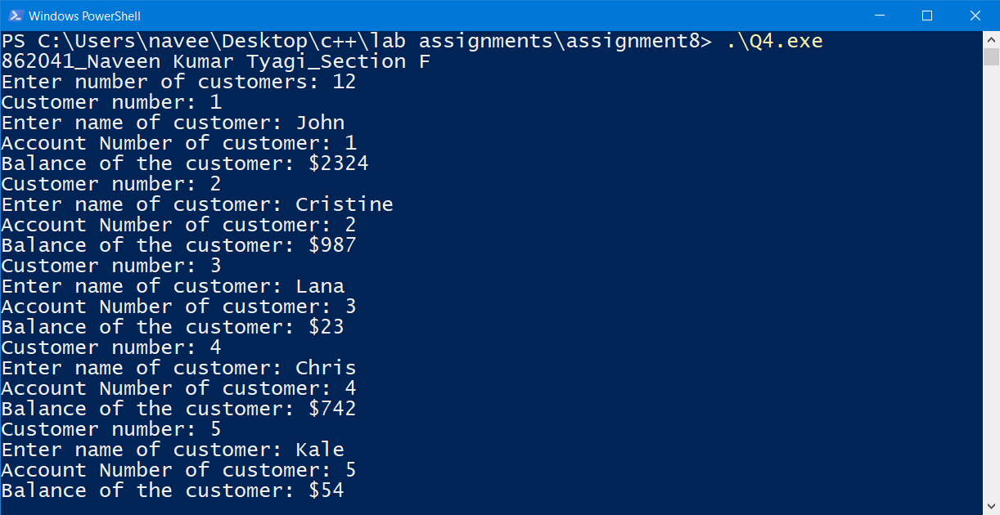 Windows PowerShell
PS C:\Users\navee\Desktop\c++\lab assignments\assignment8> .\Q4.exe
862041_Naveen Kumar Tyagi_Section F
Enter number of customers: 12
Customer number: 1
Enter name of customer: John
Account Number of customer: 1
Balance of the customer: $2324
Customer number: 2
Enter name of customer: Cristine
Account Number of customer: 2
Balance of the customer: $987
Customer number: 3
Enter name of customer: Lana
Account Number of customer: 3
Balance of the customer: $23
Customer number: 4
Enter name of customer: Chris
Account Number of customer: 4
Balance of the customer: $742
Customer number: 5
Enter name of customer: Kale
Account Number of customer: 5
Balance of the customer: $54